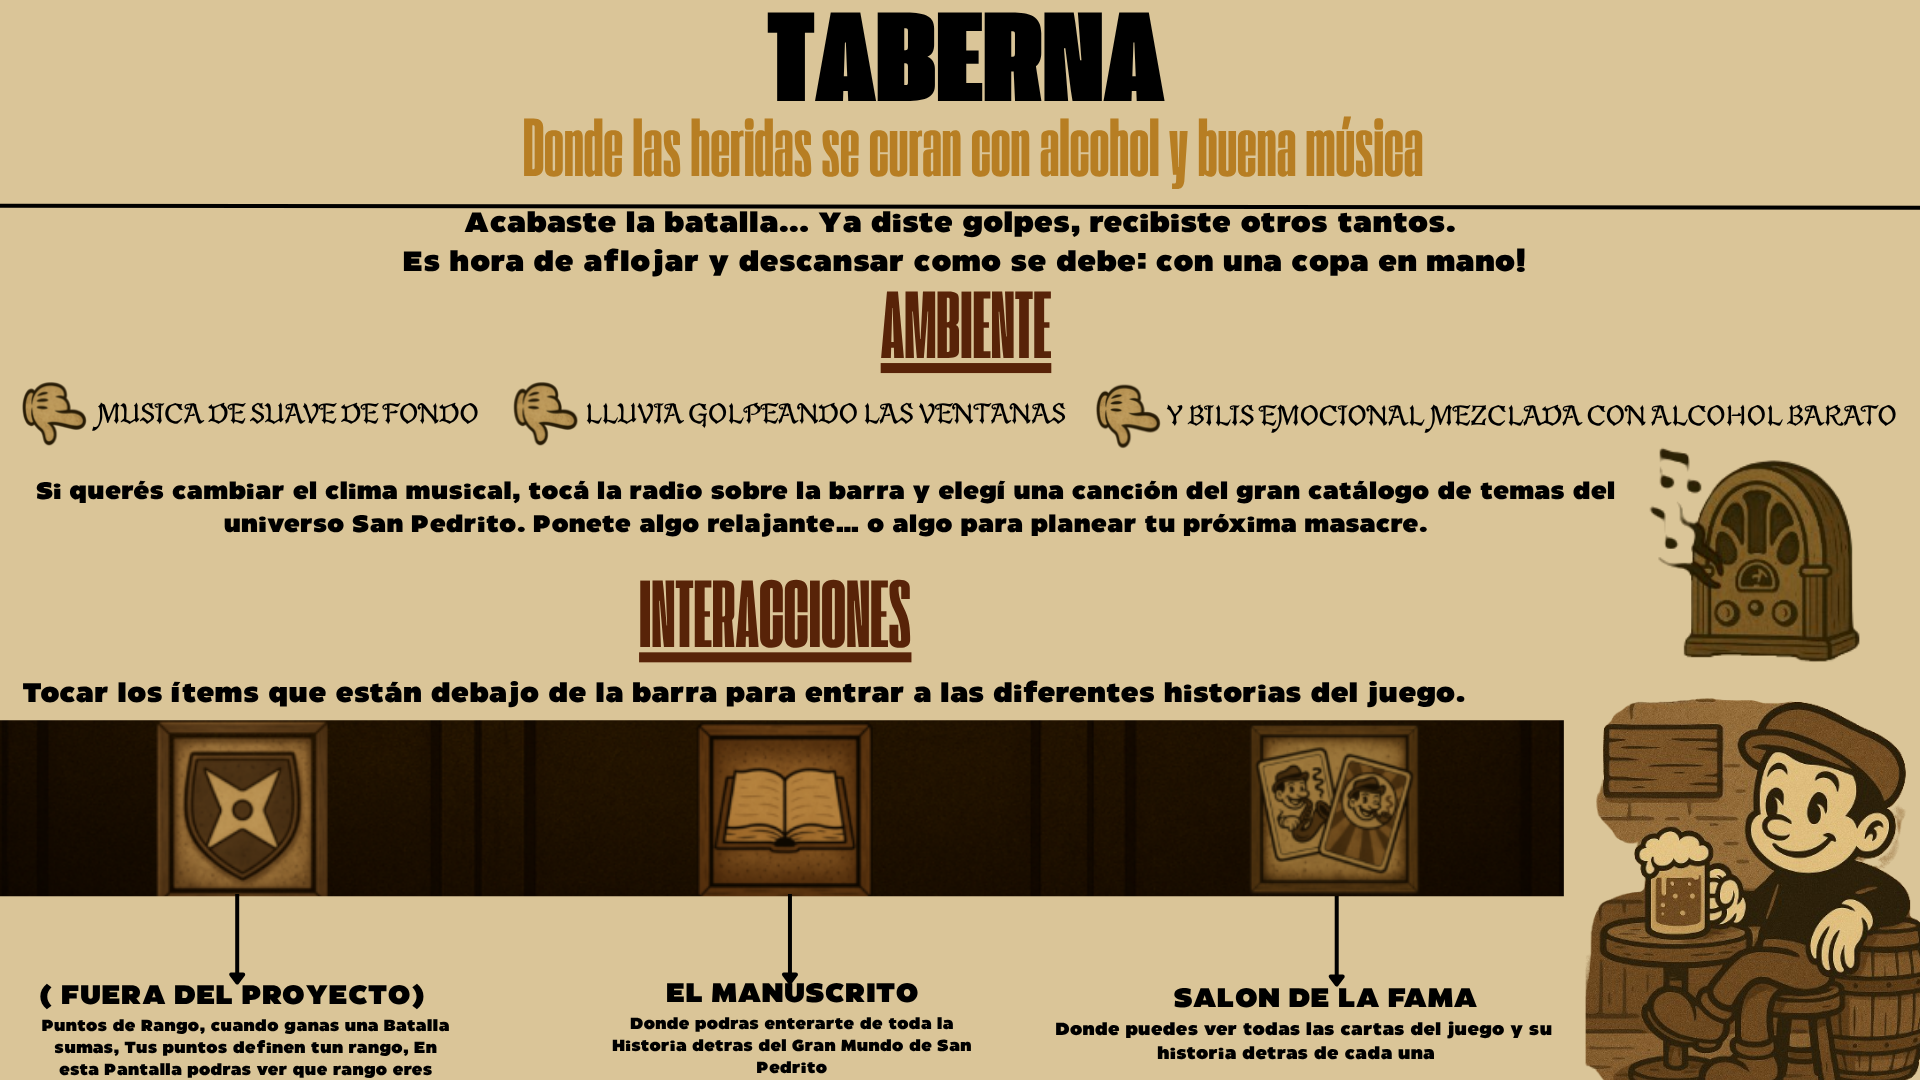 TABERNA
Donde las heridas se curan con alcohol y buena música
Acabaste la batalla... Ya diste golpes, recibiste otros tantos.
Es hora de aflojar y descansar como se debe: con una copa en mano!
AMBIENTE
MUSICA DE SUAVE DE FONDO
LLUVIA GOLPEANDO LAS VENTANAS
Y BILIS EMOCIONAL MEZCLADA CON ALCOHOL BARATO
Si querés cambiar el clima musical, tocá la radio sobre la barra y elegí una canción del gran catálogo de temas del
universo San Pedrito. Ponete algo relajante... o algo para planear tu próxima masacre.
INTERACCIONES
Tocar los ítems que están debajo de la barra para entrar a las diferentes historias del juego.
( FUERA DEL PROYECTO)
Puntos de Rango, cuando ganas una Batalla
sumas, Tus puntos definen tun rango, En
esta Pantalla podras ver que rango eres
EL MANUSCRITO
Donde podras enterarte de toda la
Historia detras del Gran Mundo de San
Pedrito
SALON DE LA FAMA
Donde puedes ver todas las cartas del juego y su
historia detras de cada una